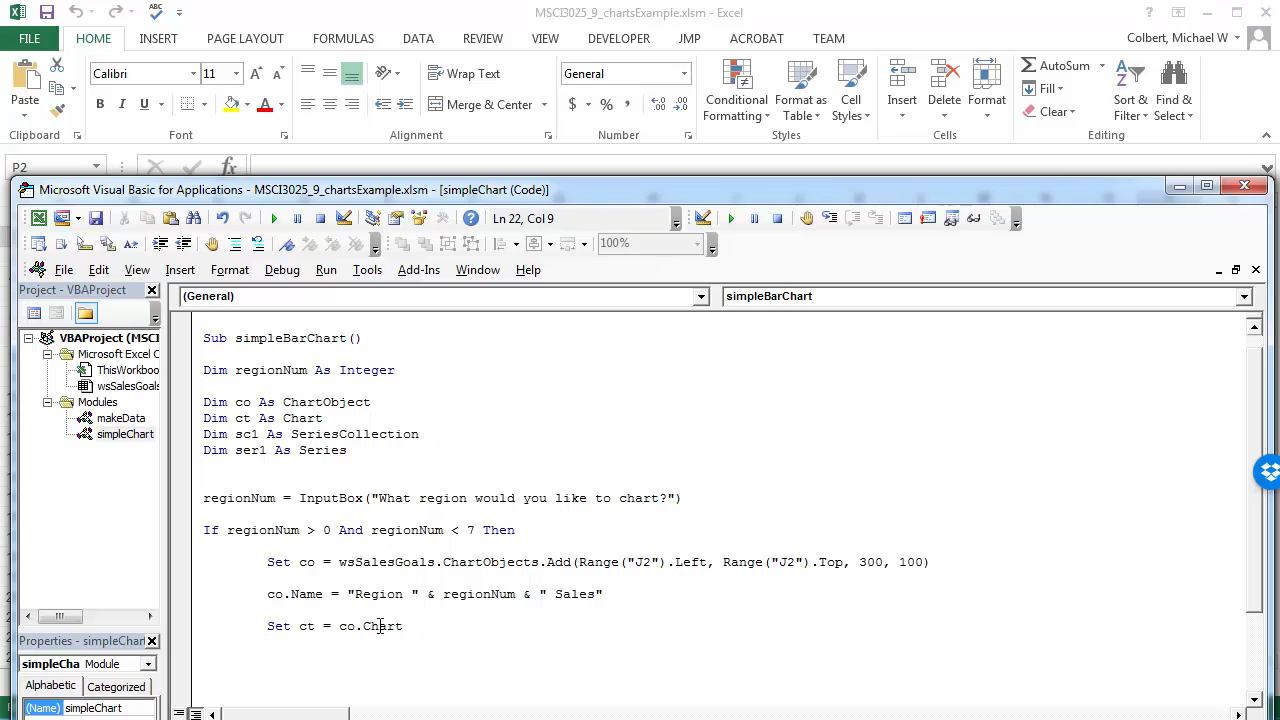 MSCI3025_9_chartsExample.xlsm - Excel
FILE HOME INSERT PAGE LAYOUT FORMULAS DATA REVIEW VIEW DEVELOPER JMP ACROBAT TEAM Colbert, Michael W
Calibri 11 Wrap Text General AutoSum
Paste Merge & Center Conditional Formatting Format as Table Cell Styles Insert Delete Format Fill Clear Sort & Filter Find & Select
Clipboard Font Alignment Number Styles Cells Editing
P2
Microsoft Visual Basic for Applications - MSCI3025_9_chartsExample.xlsm - [simpleChart (Code)]
Ln 22, Col 9
100%
File Edit View Insert Format Debug Run Tools Add-Ins Window Help
Project - VBAProject
(General) simpleBarChart
VBAProject (MSCI
Microsoft Excel O
ThisWorkboo
wsSalesGoals
Modules
makeData
simpleChart
Properties - simpleChart
simpleCha Module
Alphabetic Categorized
(Name) simpleChart
Sub simpleBarChart()
Dim regionNum As Integer
Dim co As ChartObject
Dim ct As Chart
Dim sc1 As SeriesCollection
Dim ser1 As Series
regionNum = InputBox("What region would you like to chart?")
If regionNum > 0 And regionNum < 7 Then
Set co = wsSalesGoals.ChartObjects.Add(Range("J2").Left, Range("J2").Top, 300, 100)
co.Name = "Region " & regionNum & " Sales"
Set ct = co.Chart